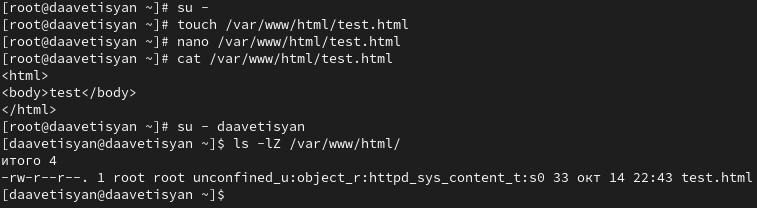 [root@daavetisyan ~]# su -
[root@daavetisyan ~]# touch /var/www/html/test.html
[root@daavetisyan ~]# nano /var/www/html/test.html
[root@daavetisyan ~]# cat /var/www/html/test.html
<html>
<body>test</body>
</html>
[root@daavetisyan ~]# su - daavetisyan
[daavetisyan@daavetisyan ~]$ ls -lZ /var/www/html/
итого 4
-rw-r--r--. 1 root root unconfined_u:object_r:httpd_sys_content_t:s0 33 окт 14 22:43 test.html
[daavetisyan@daavetisyan ~]$